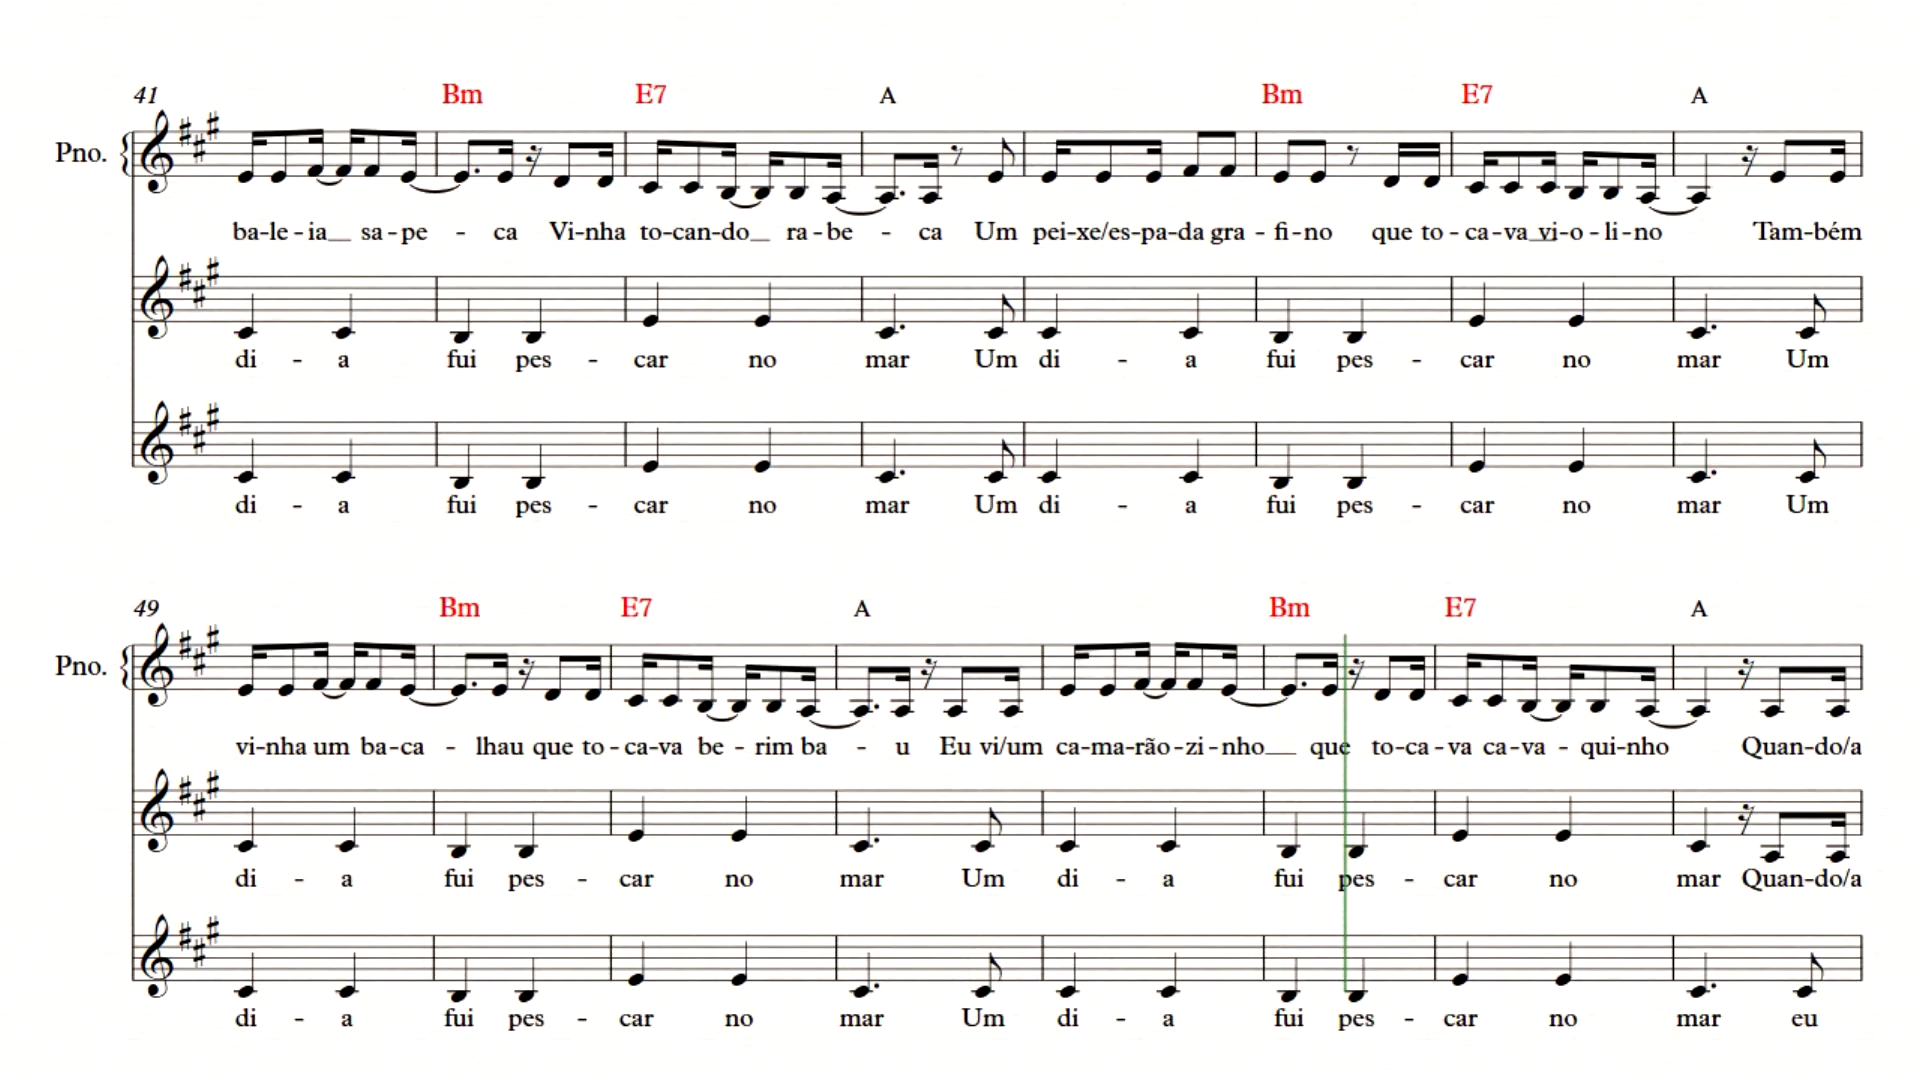 41 Bm E7 A Bm E7 A
Pno.
ba-le-ia__ sa-pe - ca Vi-nha to-can-do__ ra-be - ca Um pei-xe/es-pa-da gra-fi-no que to-ca-va__vi-o-li-no Tam-bém
di - a fui pes - car no mar Um di - a fui pes - car no mar Um
di - a fui pes - car no mar Um di - a fui pes - car no mar Um
49 Bm E7 A Bm E7 A
Pno.
vi-nha um ba-ca - lhau que to-ca-va be-rim ba - u Eu vi/um ca-ma-rão-zi-nho__ que to-ca-va ca-va-qui-nho Quan-do/a
di - a fui pes - car no mar Um di - a fui pes - car no mar Quan-do/a
di - a fui pes - car no mar Um di - a fui pes - car no mar eu